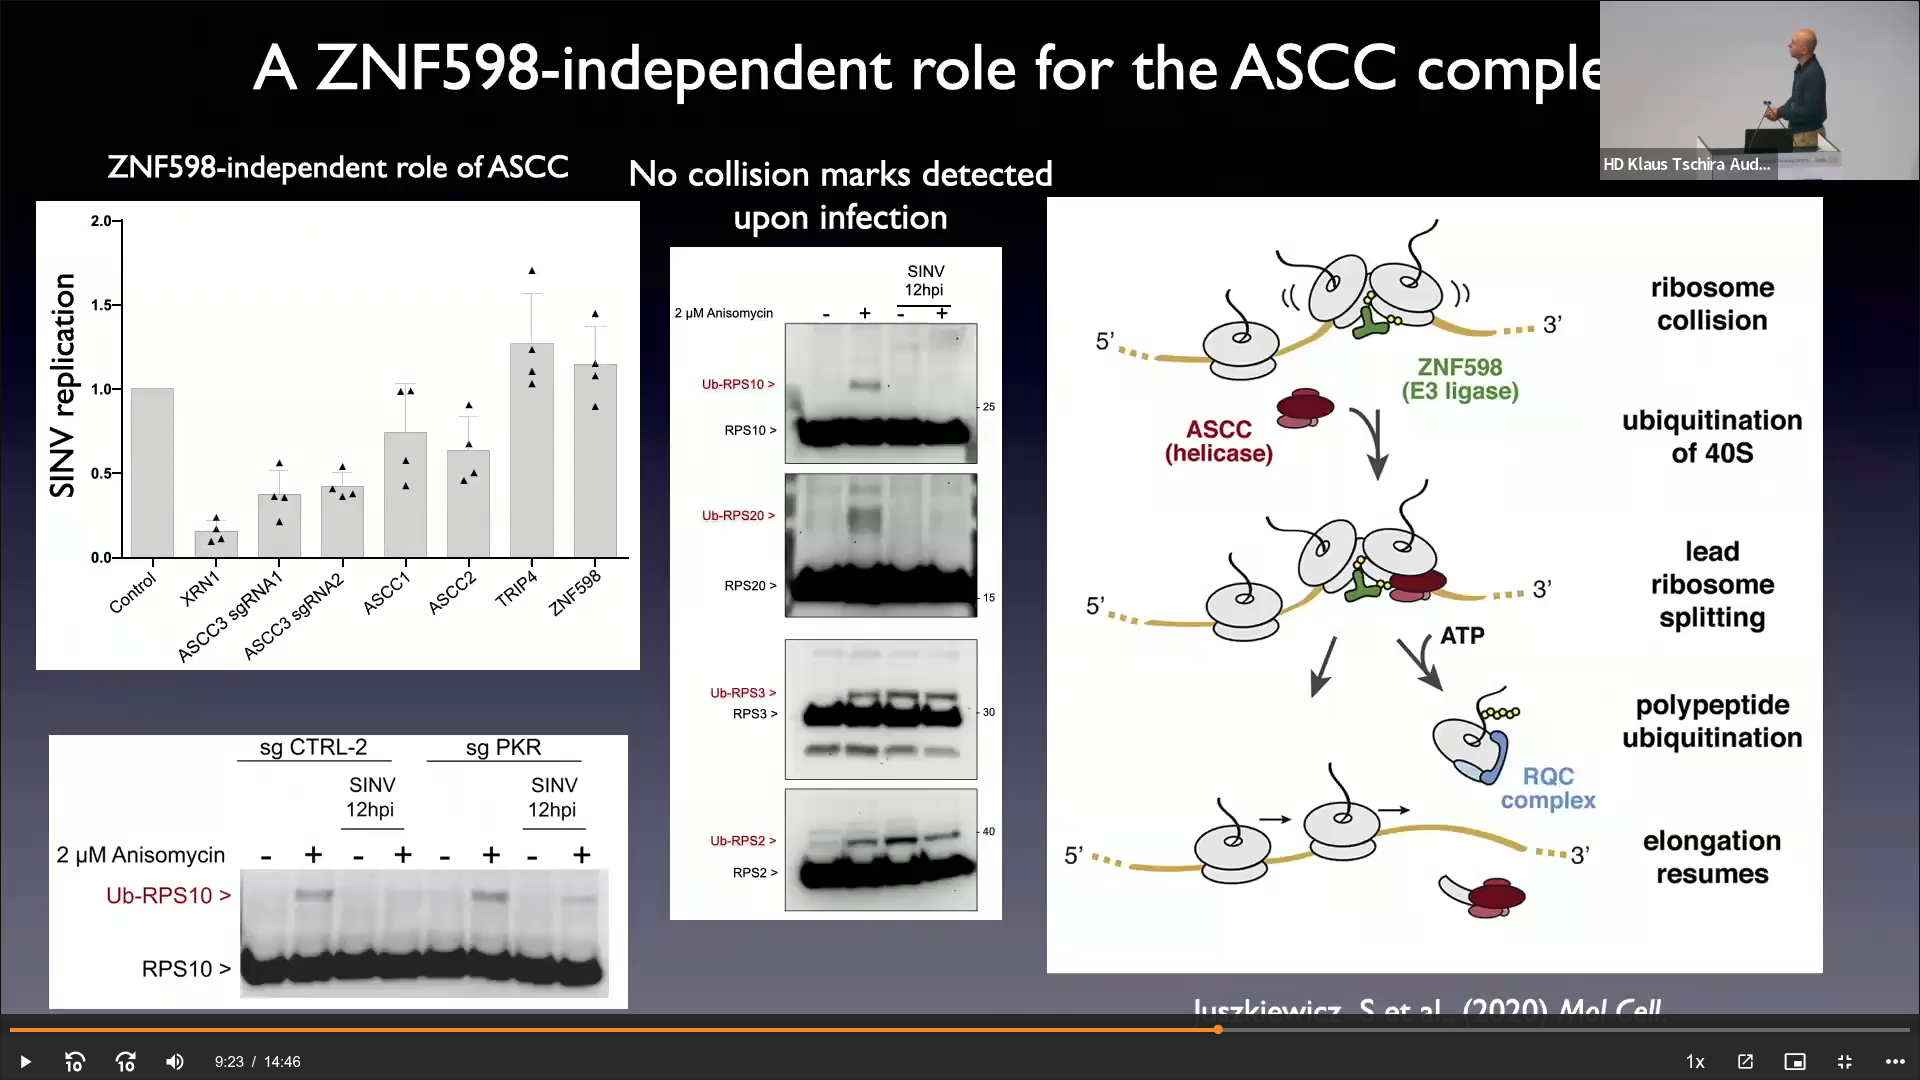 A ZNF598-independent role for the ASCC comple
HD Klaus Tschira Aud...
ZNF598-independent role of ASCC
SINV replication
2.0
1.5
1.0
0.5
0.0
Control
XRN1
ASCC3 sgRNA1
ASCC3 sgRNA2
ASCC1
ASCC2
TRIP4
ZNF598
sg CTRL-2
sg PKR
SINV
12hpi
SINV
12hpi
2 µM Anisomycin - + - + - + - +
Ub-RPS10 >
RPS10 >
No collision marks detected
upon infection
SINV
12hpi
2 µM Anisomycin - + - +
Ub-RPS10 >
25
RPS10 >
Ub-RPS20 >
RPS20 >
15
Ub-RPS3 >
RPS3 >
30
40
Ub-RPS2 >
RPS2 >
ribosome
collision
5’
3’
ZNF598
(E3 ligase)
ASCC
(helicase)
ubiquitination
of 40S
lead
ribosome
splitting
5’
3’
ATP
polypeptide
ubiquitination
RQC
complex
elongation
resumes
5’
3’
Juszkiewicz, S et al., (2020) Mol Cell.
10
10
9:23 / 14:46
1x